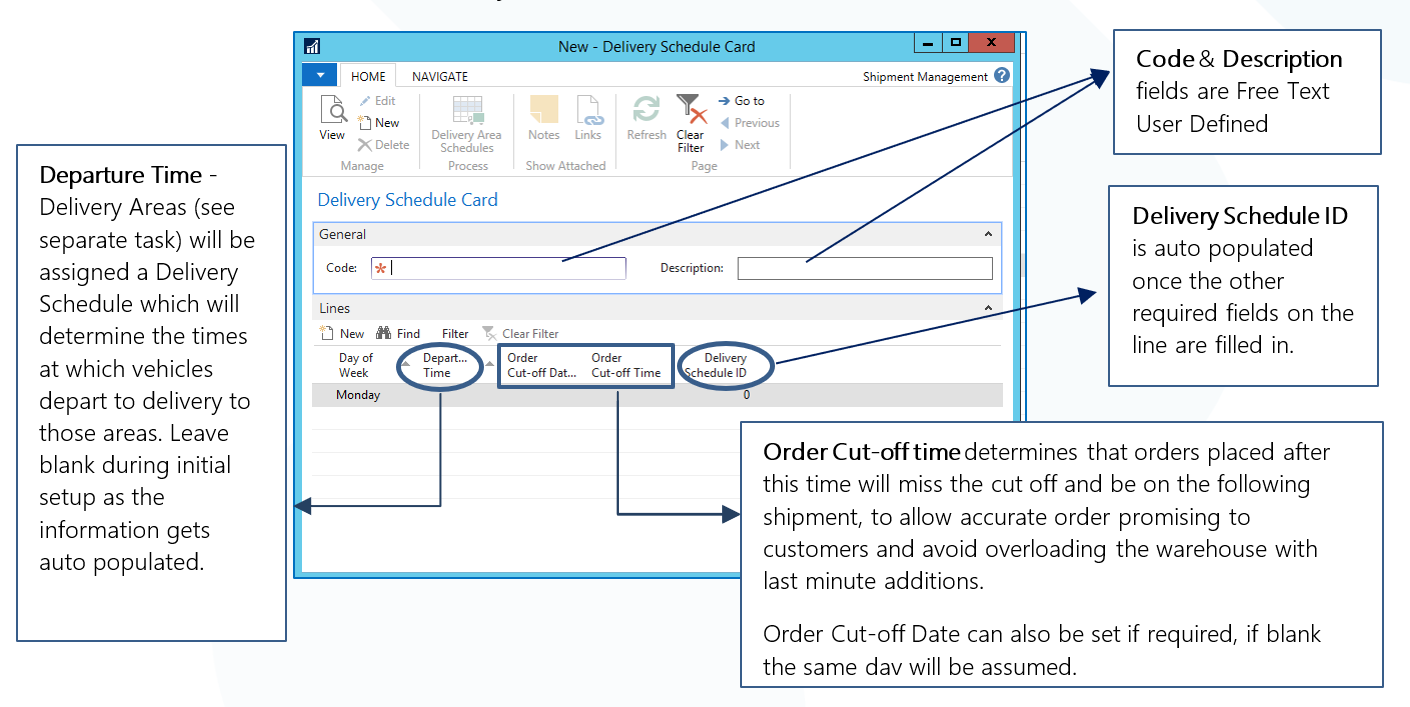 New - Delivery Schedule Card
HOME NAVIGATE
Shipment Management
View
Edit
New
Delete
Manage
Delivery Area
Schedules
Process
Notes
Links
Show Attached
Refresh
Clear
Filter
Go to
Previous
Next
Page
Delivery Schedule Card
General
Code:
Description:
Lines
New Find Filter Clear Filter
Day of
Week
Depart...
Time
Order
Cut-off Dat...
Order
Cut-off Time
Delivery
Schedule ID
Monday 0
Departure Time -
Delivery Areas (see
separate task) will be
assigned a Delivery
Schedule which will
determine the times
at which vehicles
depart to delivery to
those areas. Leave
blank during initial
setup as the
information gets
auto populated.
Code & Description
fields are Free Text
User Defined
Delivery Schedule ID
is auto populated
once the other
required fields on the
line are filled in.
Order Cut-off time determines that orders placed after
this time will miss the cut off and be on the following
shipment, to allow accurate order promising to
customers and avoid overloading the warehouse with
last minute additions.
Order Cut-off Date can also be set if required, if blank
the same day will be assumed.